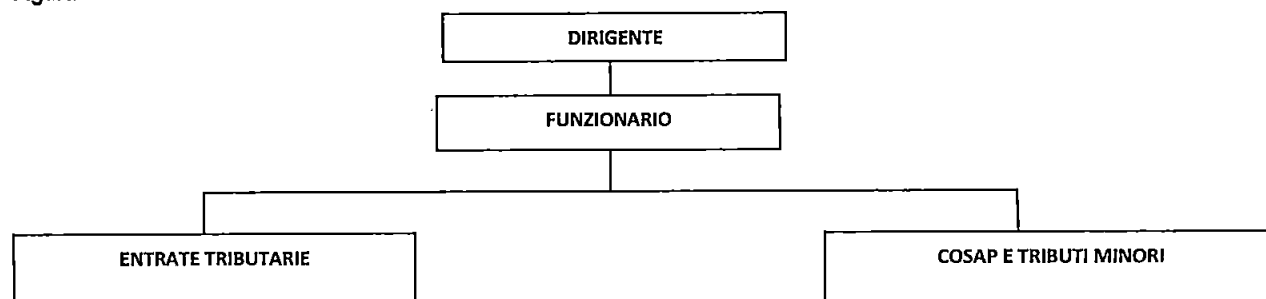 DIRIGENTE
FUNZIONARIO
ENTRATE TRIBUTARIE
COSAP E TRIBUTI MINORI